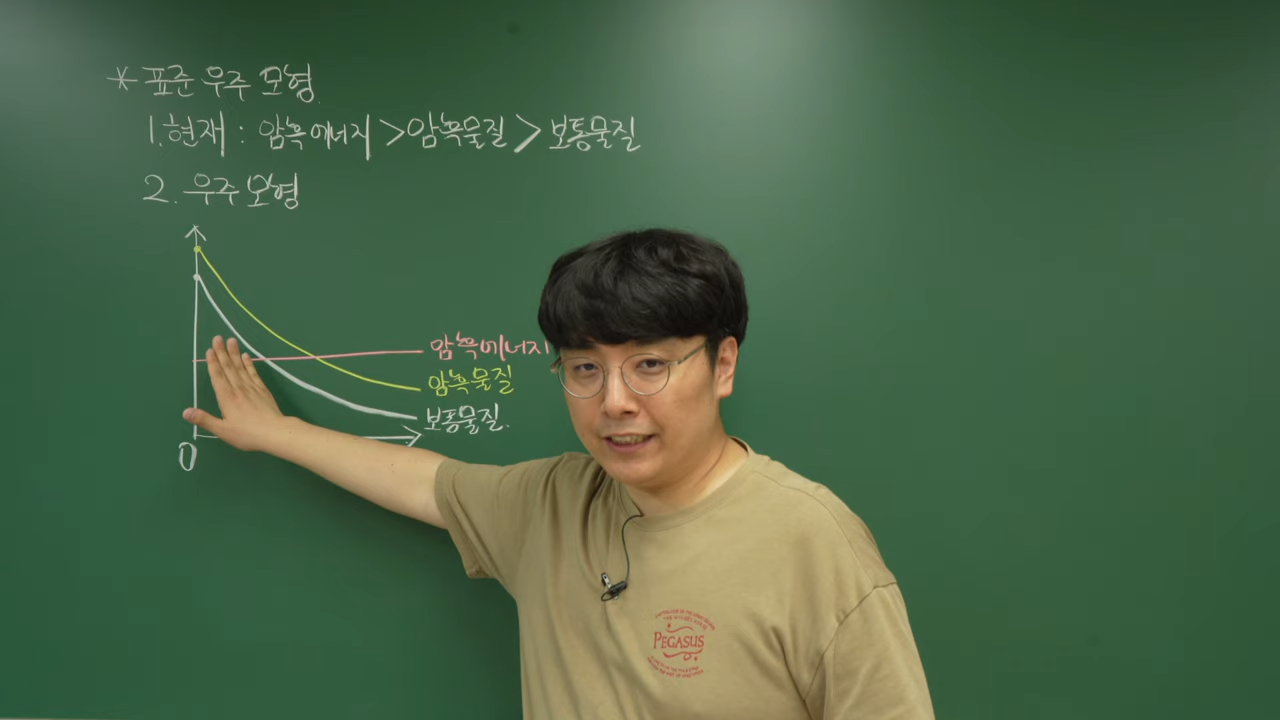 * 표준 우주 모형
1. 현재 : 암흑에너지 > 암흑물질 > 보통물질
2. 우주 모형
암흑에너지
암흑물질
보통물질.
0
PEGASUS